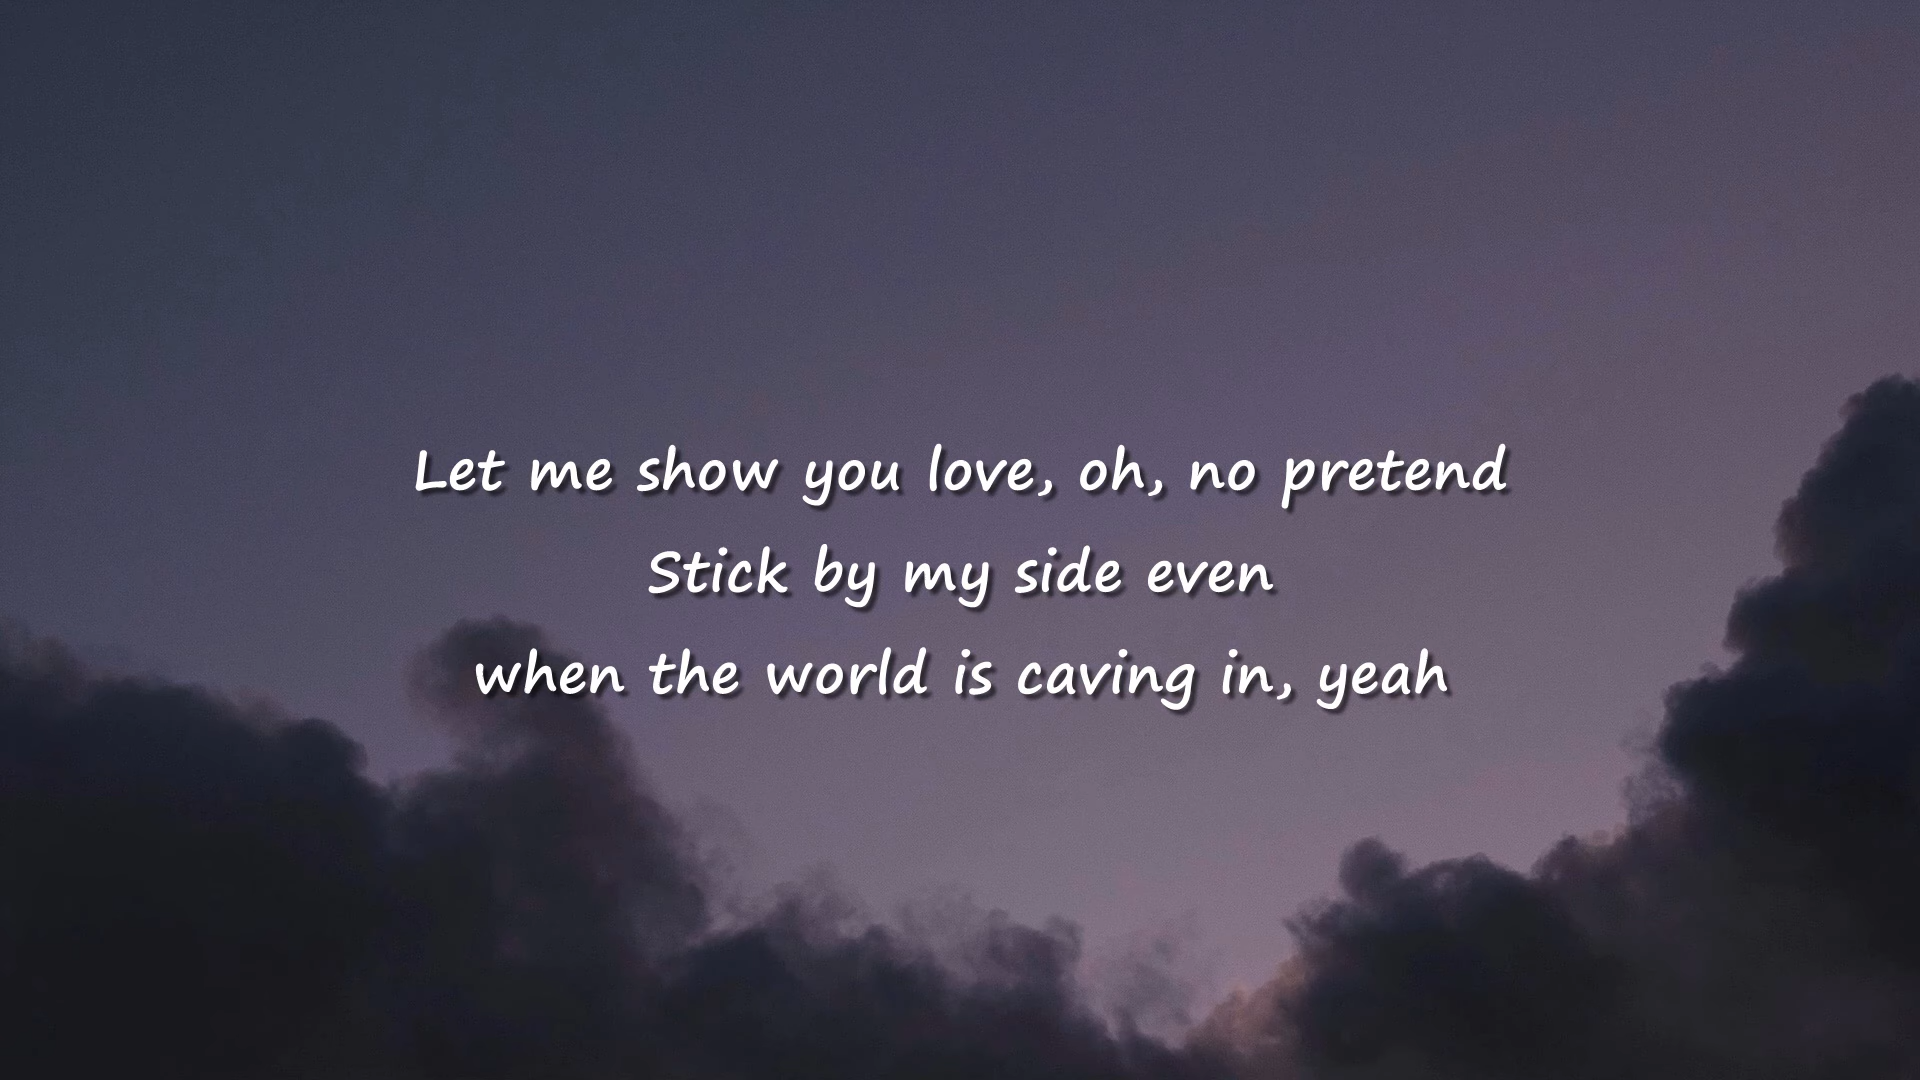 Let me show you love, oh, no pretend
Stick by my side even
when the world is caving in, yeah